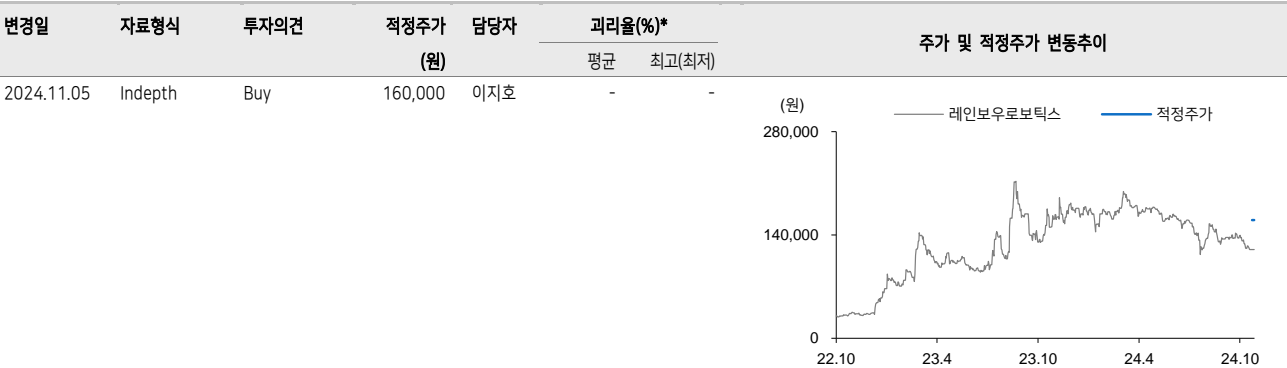 변경일 자료형식 투자의견 적정주가 담당자 괴리율(%)* 주가 및 적정주가 변동추이
(원) 평균 최고(최저)
2024.11.05 Indepth Buy 160,000 이지호 - -
(원) 레인보우로보틱스 적정주가
280,000
140,000
0
22.10 23.4 23.10 24.4 24.10